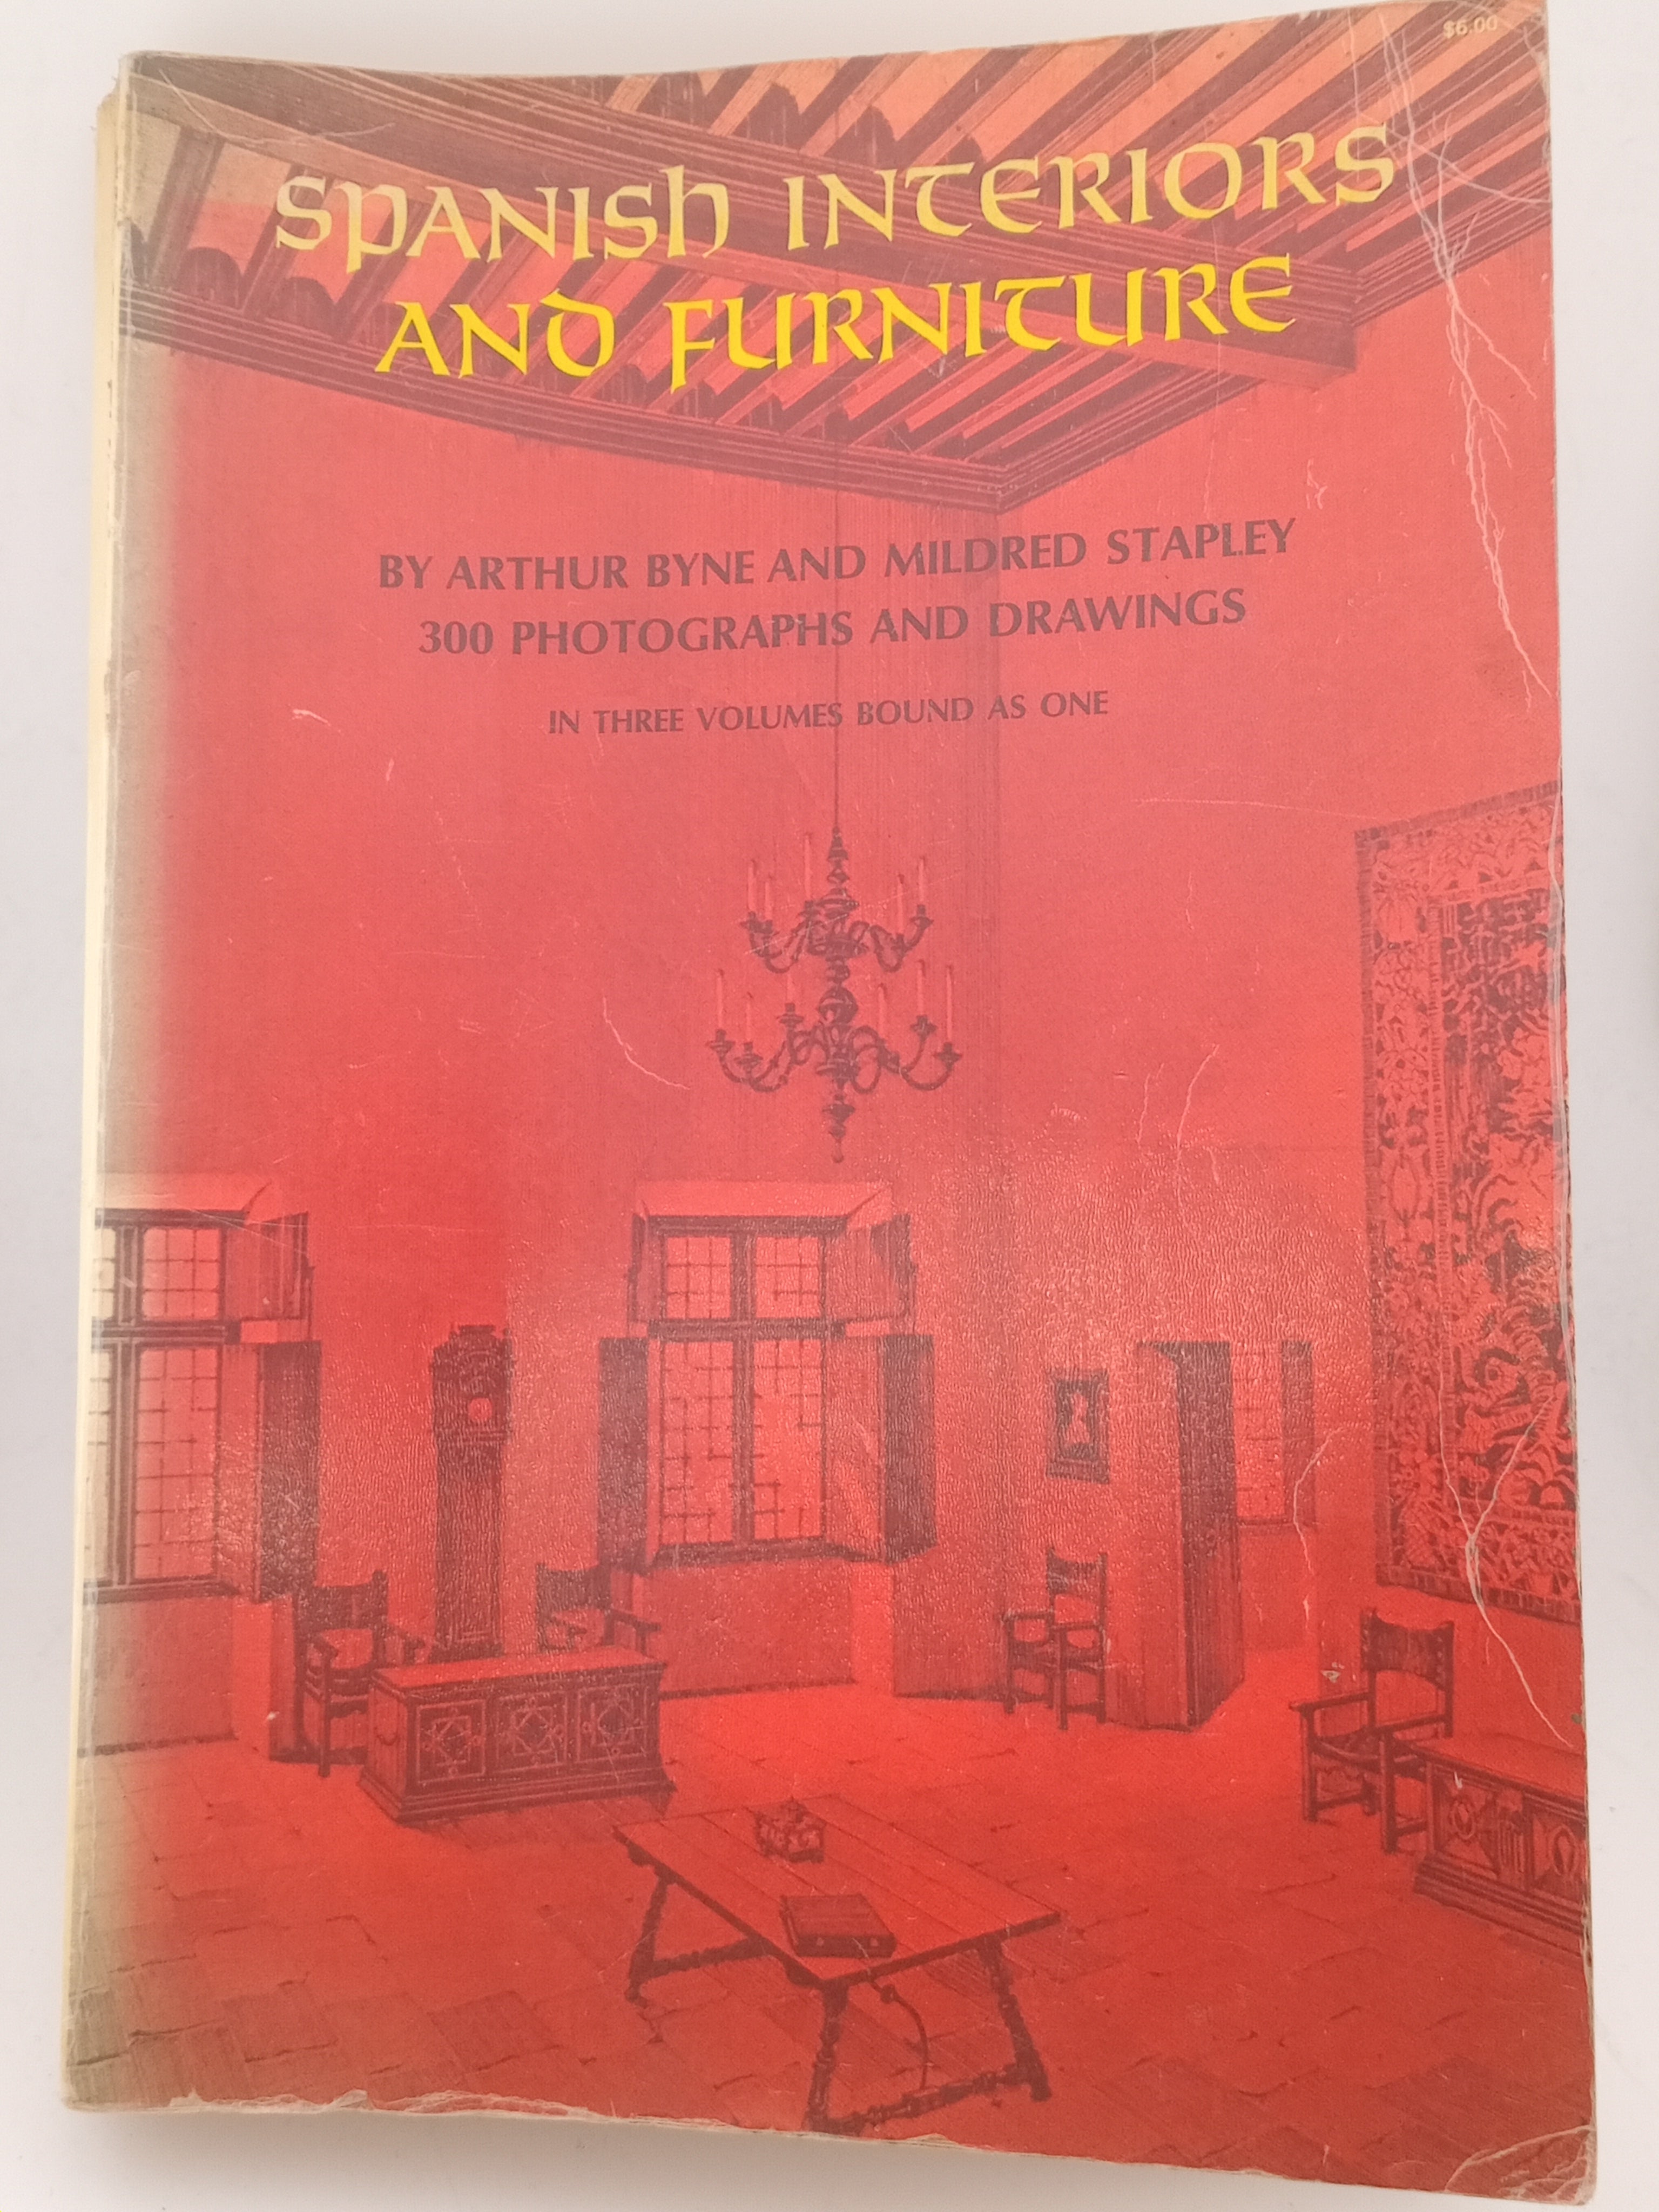 $6.00
SPANISH INTERIORS
AND FURNITURE
BY ARTHUR BYNE AND MILDRED STAPLEY
300 PHOTOGRAPHS AND DRAWINGS
IN THREE VOLUMES BOUND AS ONE